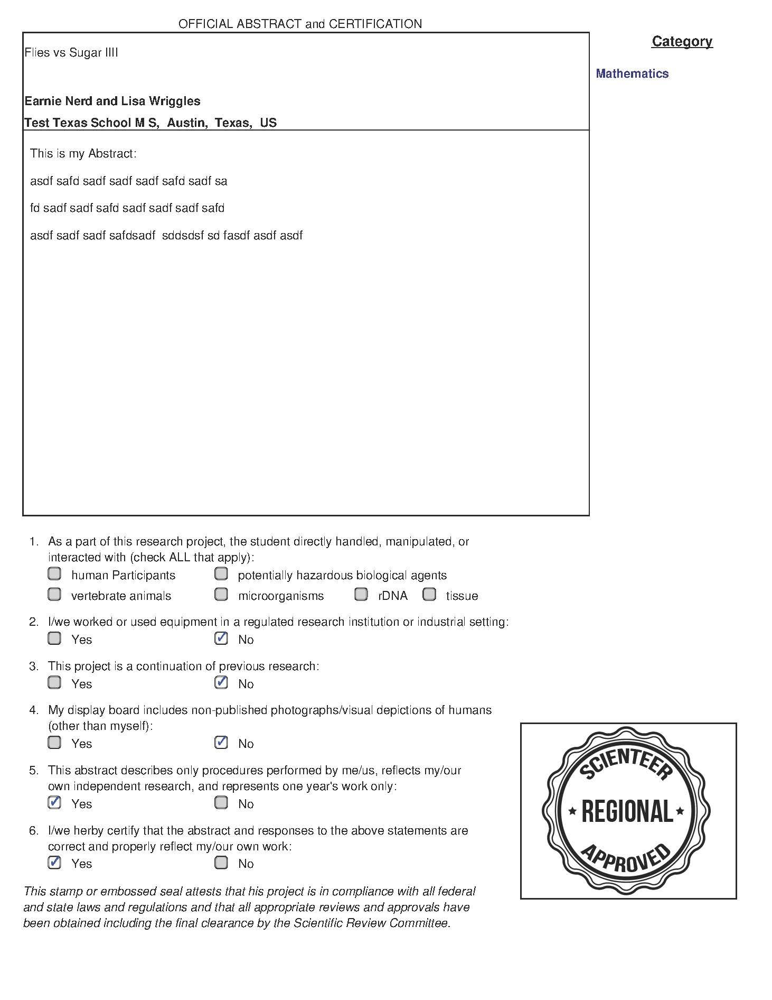 OFFICIAL ABSTRACT and CERTIFICATION
Category
Flies vs Sugar IIII
Mathematics
Earnie Nerd and Lisa Wriggles
Test Texas School M S, Austin, Texas, US
This is my Abstract:
asdf safd sadf sadf sadf safd sadf sa
fd sadf sadf safd sadf sadf sadf safd
asdf sadf sadf safdsadf sddsdsf sd fasdf asdf asdf
1. As a part of this research project, the student directly handled, manipulated, or
interacted with (check ALL that apply):
human Participants potentially hazardous biological agents
vertebrate animals microorganisms rDNA tissue
2. I/we worked or used equipment in a regulated research institution or industrial setting:
Yes No
3. This project is a continuation of previous research:
Yes No
4. My display board includes non-published photographs/visual depictions of humans
(other than myself):
Yes No
5. This abstract describes only procedures performed by me/us, reflects my/our
own independent research, and represents one year's work only:
Yes No
6. I/we herby certify that the abstract and responses to the above statements are
correct and properly reflect my/our own work:
Yes No
SCIENTEER
REGIONAL
APPROVED
This stamp or embossed seal attests that his project is in compliance with all federal
and state laws and regulations and that all appropriate reviews and approvals have
been obtained including the final clearance by the Scientific Review Committee.